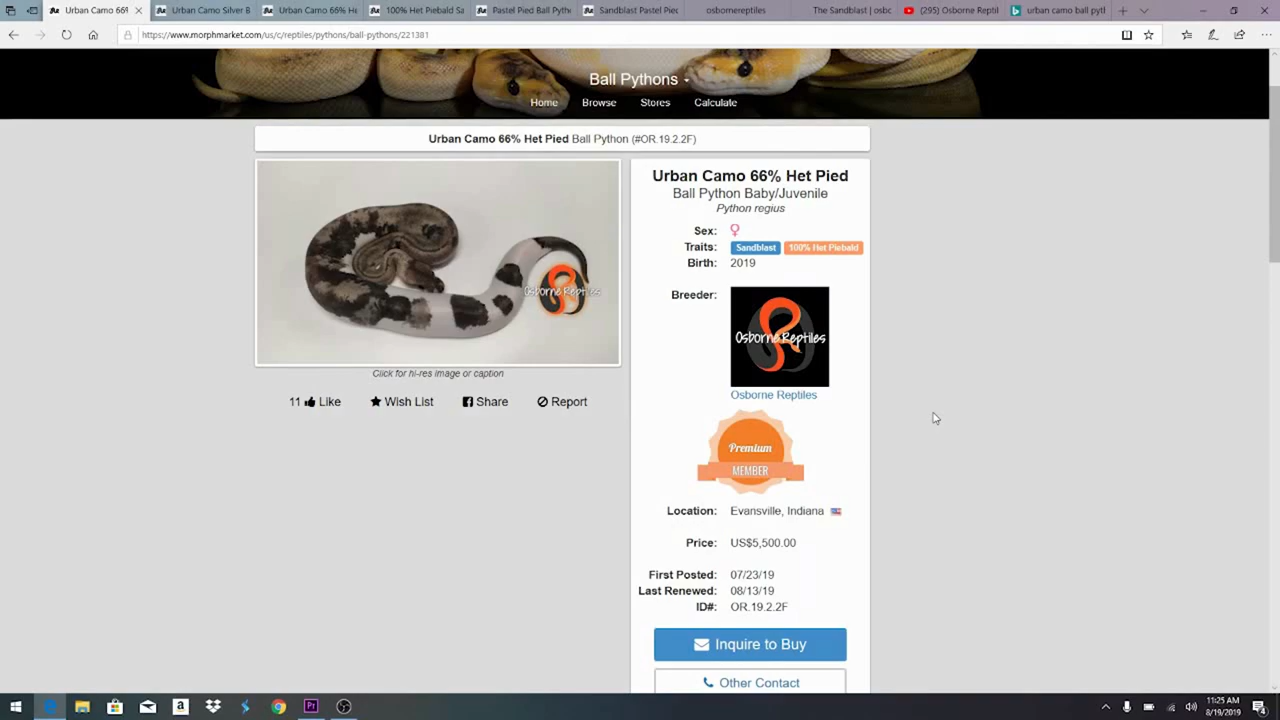 Urban Camo 66%
Urban Camo Silver B
Urban Camo 66% He
100% Het Piebald Sa
Pastel Pied Ball Pyth
Sandblast Pastel Piec
osbornereptiles
The Sandblast | osbc
(295) Osborne Reptil
urban camo ball pytl
https://www.morphmarket.com/us/c/reptiles/pythons/ball-pythons/221381
Ball Pythons
Home
Browse
Stores
Calculate
Urban Camo 66% Het Pied Ball Python (#OR.19.2.2F)
Osborne Reptiles
Click for hi-res image or caption
11 Like
Wish List
Share
Report
Urban Camo 66% Het Pied
Ball Python Baby/Juvenile
Python regius
Sex: ♀
Traits: Sandblast 100% Het Piebald
Birth: 2019
Breeder:
Osborne Reptiles
Osborne Reptiles
Premium
MEMBER
Location: Evansville, Indiana
Price: US$5,500.00
First Posted: 07/23/19
Last Renewed: 08/13/19
ID#: OR.19.2.2F
Inquire to Buy
Other Contact
a
Pr
11:25 AM
8/19/2019
4